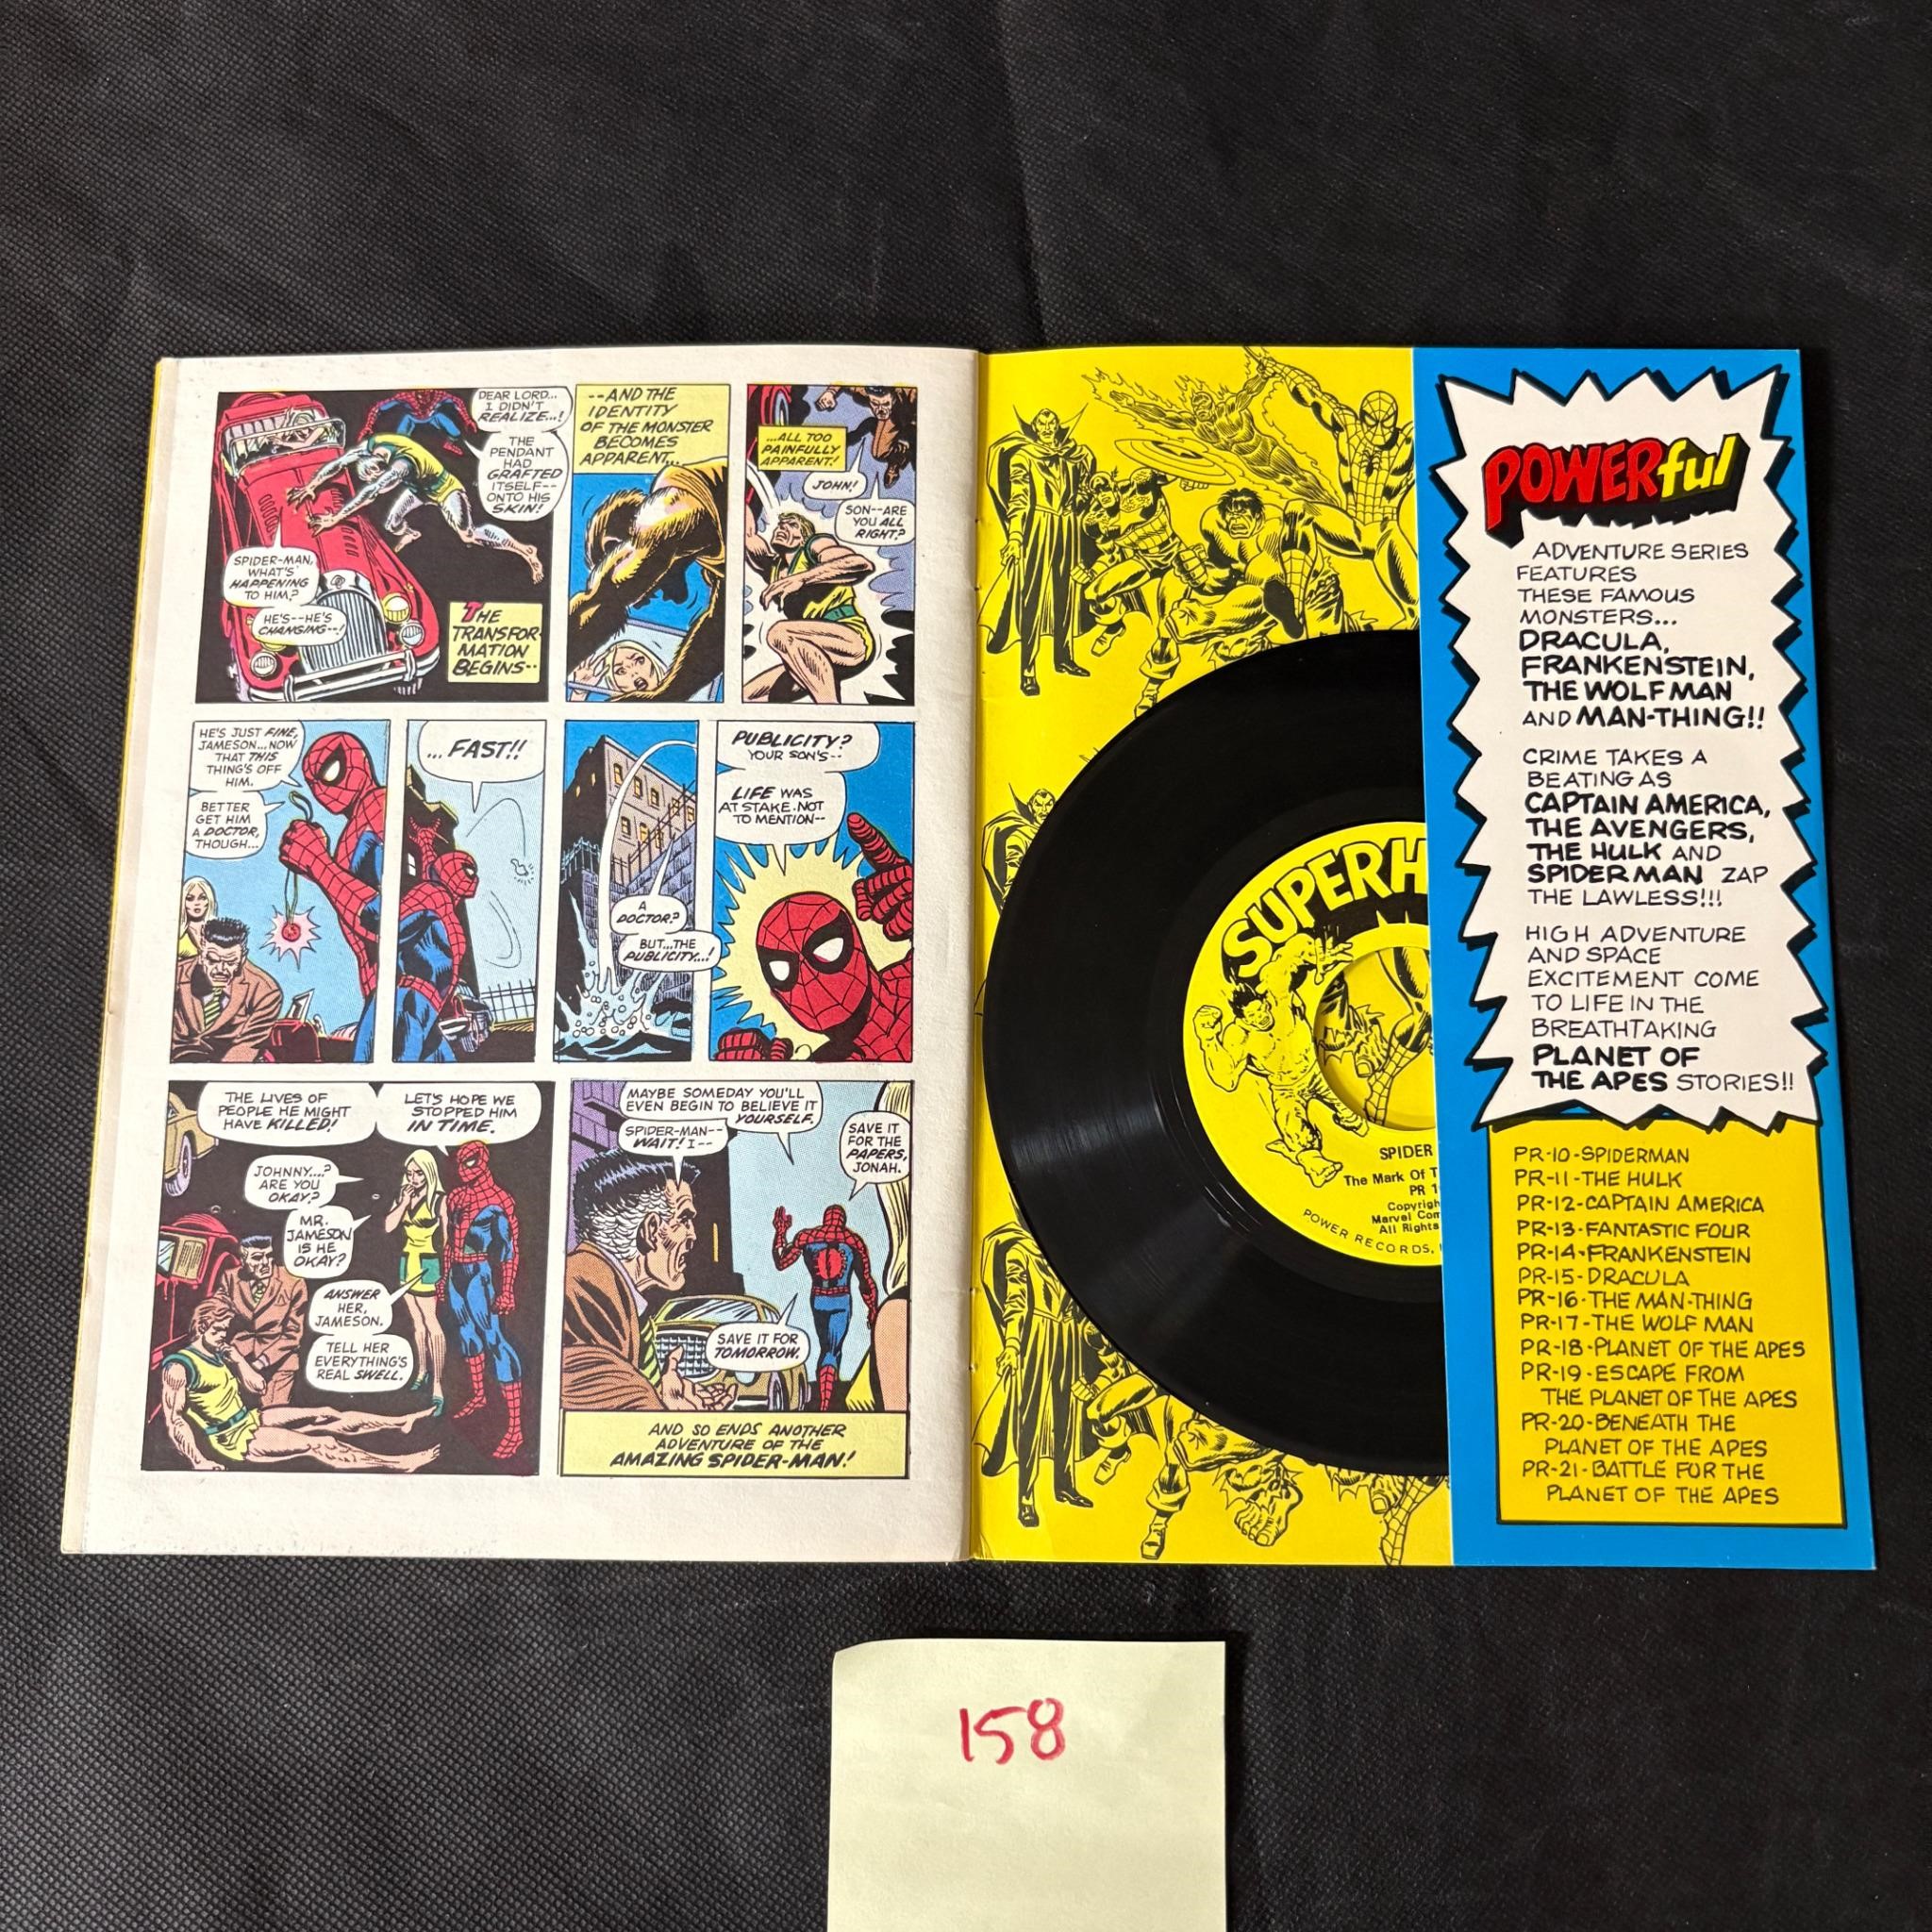 DEAR LORD...
I DIDN'T
REALIZE...!
THE
PENDANT
HAD
GRAFTED
ITSELF--
ONTO HIS
SKIN!
SPIDER-MAN,
WHAT'S
HAPPENING
TO HIM?
HE'S--HE'S
CHANGING--!
THE
TRANSFOR-
MATION
BEGINS--
--AND THE
IDENTITY
OF THE MONSTER
BECOMES
APPARENT...
...ALL TOO
PAINFULLY
APPARENT!
JOHN!
SON--ARE
YOU ALL
RIGHT?
HE'S JUST FINE,
JAMESON...NOW
THAT THIS
THING'S OFF
HIM.
BETTER
GET HIM
A DOCTOR,
THOUGH...
...FAST!!
A
DOCTOR?
BUT...THE
PUBLICITY...!
PUBLICITY?
YOUR SON'S--
LIFE WAS
AT STAKE. NOT
TO MENTION--
THE LIVES OF
PEOPLE HE MIGHT
HAVE KILLED!
LET'S HOPE WE
STOPPED HIM
IN TIME.
JOHNNY...?
ARE YOU
OKAY?
MR.
JAMESON
IS HE
OKAY?
ANSWER
HER,
JAMESON.
TELL HER
EVERYTHING'S
REAL SWELL.
MAYBE SOMEDAY YOU'LL
EVEN BEGIN TO BELIEVE IT
YOURSELF.
SPIDER-MAN--
WAIT! I--
SAVE IT
FOR THE
PAPERS,
JONAH.
SAVE IT FOR
TOMORROW.
AND SO ENDS ANOTHER
ADVENTURE OF THE
AMAZING SPIDER-MAN!
SUPERH
SPIDER
The Mark Of T
PR 1
Copyrigh
Marvel Com
All Rights
POWER RECORDS,
POWERful
ADVENTURE SERIES
FEATURES
THESE FAMOUS
MONSTERS...
DRACULA,
FRANKENSTEIN,
THE WOLF MAN
AND MAN-THING!!
CRIME TAKES A
BEATING AS
CAPTAIN AMERICA,
THE AVENGERS,
THE HULK AND
SPIDER MAN ZAP
THE LAWLESS!!!
HIGH ADVENTURE
AND SPACE
EXCITEMENT COME
TO LIFE IN THE
BREATHTAKING
PLANET OF
THE APES STORIES!!
PR-10-SPIDERMAN
PR-11-THE HULK
PR-12-CAPTAIN AMERICA
PR-13-FANTASTIC FOUR
PR-14-FRANKENSTEIN
PR-15-DRACULA
PR-16-THE MAN-THING
PR-17-THE WOLF MAN
PR-18-PLANET OF THE APES
PR-19-ESCAPE FROM
THE PLANET OF THE APES
PR-20-BENEATH THE
PLANET OF THE APES
PR-21-BATTLE FOR THE
PLANET OF THE APES
158